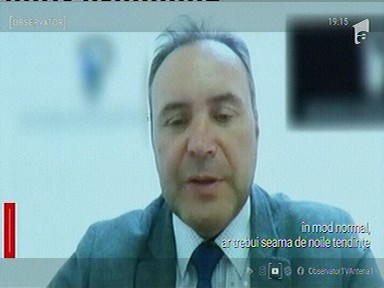 [OBSERVATOR]
19:15
în mod normal,
ar trebui seama de noile tendințe
ObservatorTVAntena1